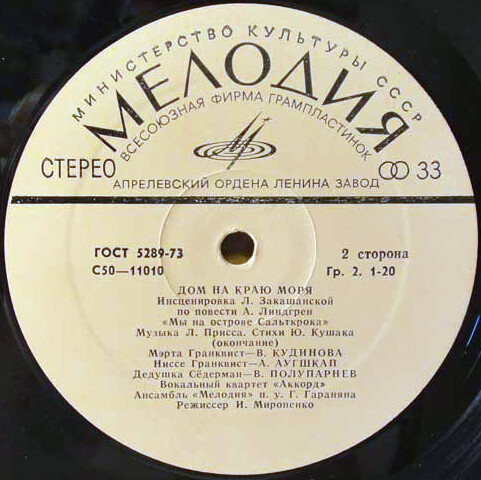 МИНИСТЕРСТВО КУЛЬТУРЫ СССР
МЕЛОДИЯ
ВСЕСОЮЗНАЯ ФИРМА ГРАМПЛАСТИНОК
СТЕРЕО 33
АПРЕЛЕВСКИЙ ОРДЕНА ЛЕНИНА ЗАВОД
ГОСТ 5289-73 2 сторона
С50—11010 Гр. 2. 1-20
ДОМ НА КРАЮ МОРЯ
Инсценировка Л. Закашанской
по повести А. Линдгрен
«Мы на острове Сальткрока»
Музыка Л. Присса. Стихи Ю. Кушака
(окончание)
Мэрта Гранквист—В. КУДИНОВА
Ниссе Гранквист—А. АУГШКАП
Дедушка Сёдерман—В. ПОЛУПАРНЕВ
Вокальный квартет «Аккорд»
Ансамбль «Мелодия» п. у. Г. Гараняна
Режиссер И. Мироненко